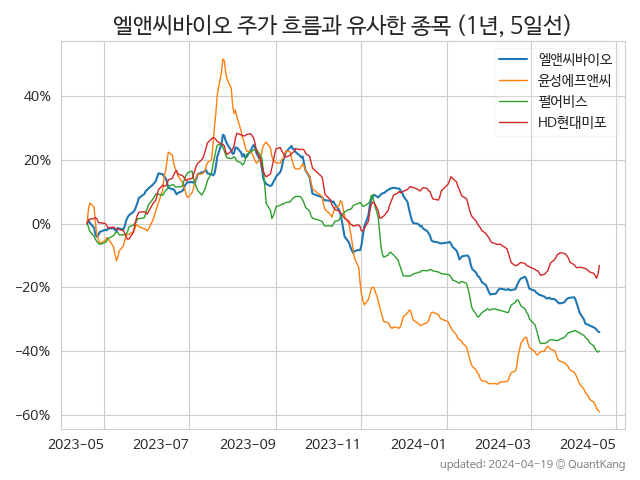 엘앤씨바이오 주가 흐름과 유사한 종목 (1년, 5일선)
엘앤씨바이오
윤성에프앤씨
펄어비스
HD현대미포
40%
20%
0%
−20%
−40%
−60%
2023-05 2023-07 2023-09 2023-11 2024-01 2024-03 2024-05
updated: 2024-04-19 © QuantKang